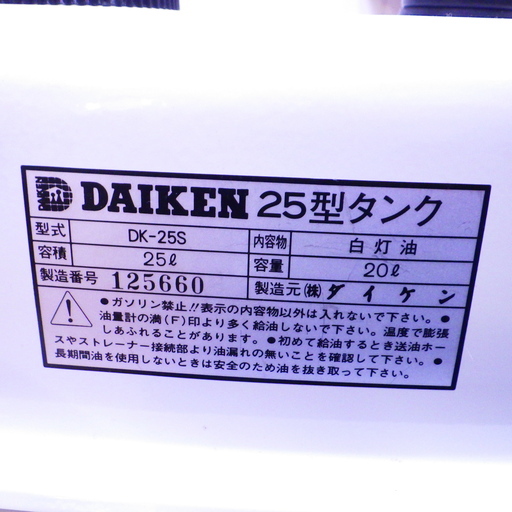 DAIKEN 25型タンク
型式 DK-25S 内容物 白灯油
容積 25ℓ 容量 20ℓ
製造番号 125660 製造元 (株) ダイケン
●ガソリン禁止!!表示の内容物以外は入れないで下さい。●
油量計の満(F)印より多く給油しないで下さい。温度で膨張
しあふれることがあります。●初めて給油するとき送油ホー
スやストレーナー接続部より油漏れの無いことを確認して下さい。●
長期間油を使用しないときは安全のため油を抜き取って下さい。